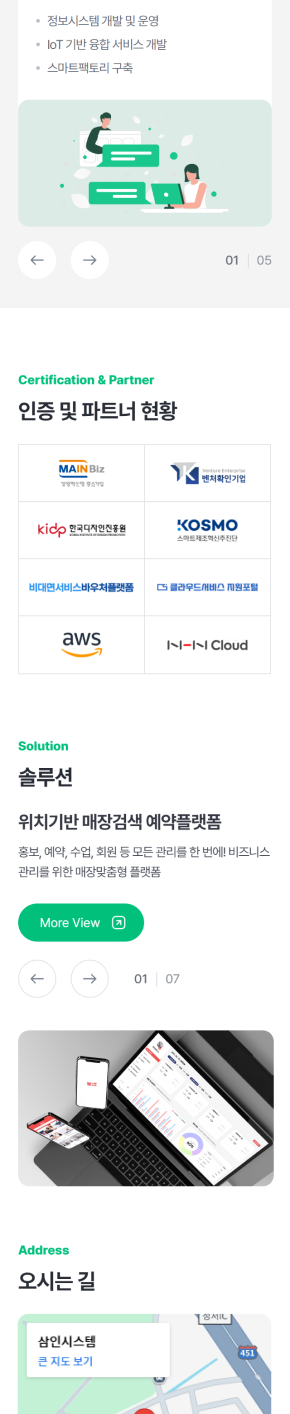 정보시스템 개발 및 운영
IoT 기반 융합 서비스 개발
스마트팩토리 구축
01 | 05
Certification & Partner
인증 및 파트너 현황
MAINBiz
경영혁신형 중소기업
Venture Enterprise
벤처확인기업
kidp 한국디자인진흥원
KOREA INSTITUTE OF DESIGN PROMOTION
KOSMO
스마트제조혁신추진단
비대면서비스바우처플랫폼
CS 클라우드서비스 지원포털
aws
NHN Cloud
Solution
솔루션
위치기반 매장검색 예약플랫폼
홍보, 예약, 수업, 회원 등 모든 관리를 한 번에! 비즈니스
관리를 위한 매장맞춤형 플랫폼
More View
01 | 07
Address
오시는 길
삼인시스템
큰 지도 보기
451